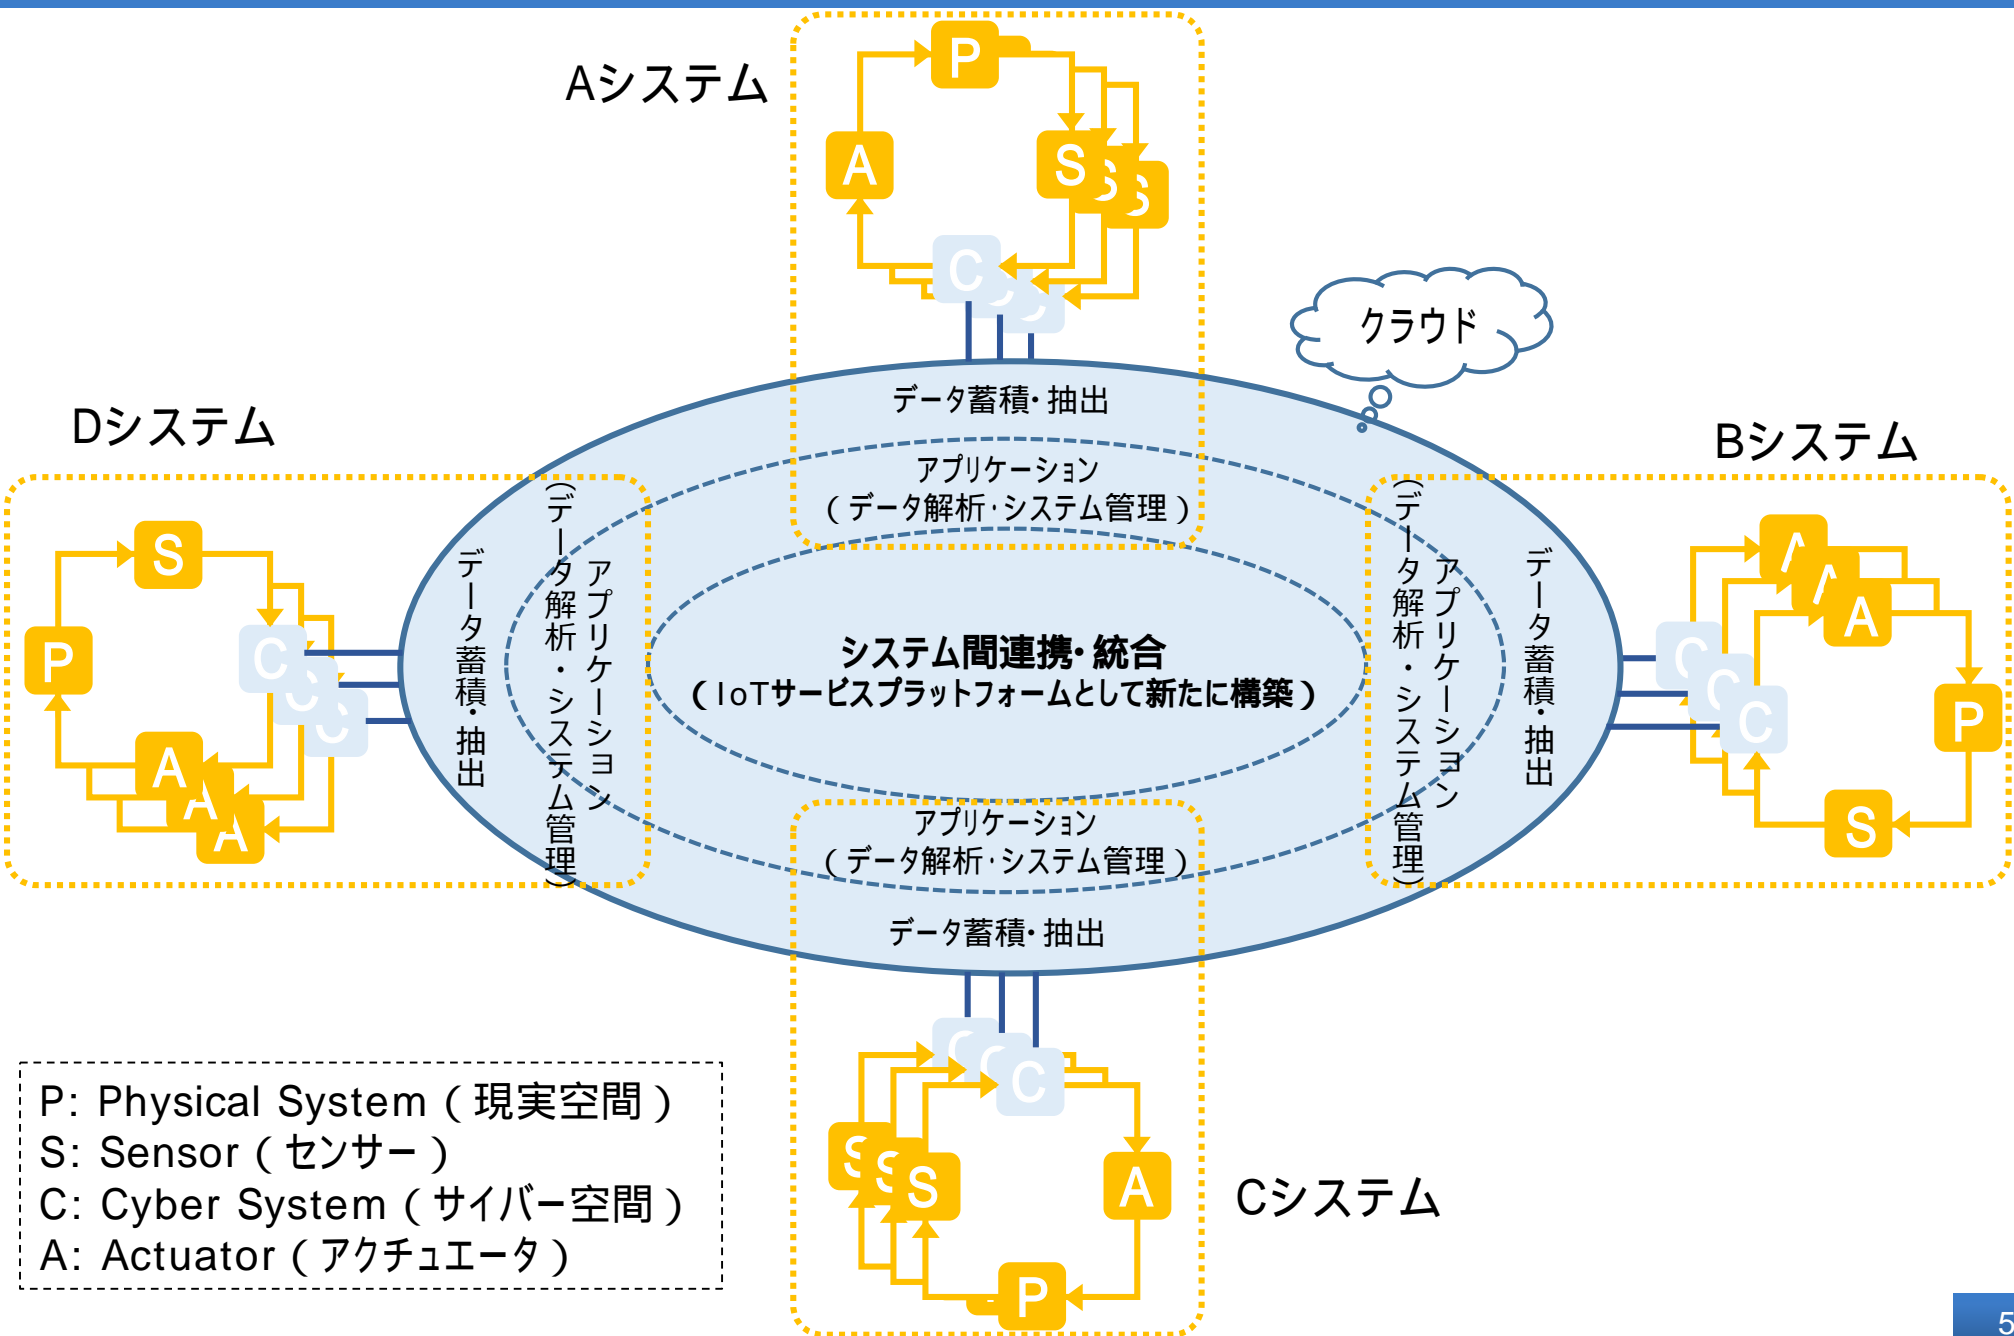 Aシステム
P
A
S
S
S
C
C
C
クラウド
データ蓄積・抽出
アプリケーション
（データ解析・システム管理）
Dシステム
S
P
C
C
C
A
A
A
データ蓄積・抽出
アプリケーション
（データ解析・システム管理）
システム間連携・統合
（IoTサービスプラットフォームとして新たに構築）
Bシステム
アプリケーション
（データ解析・システム管理）
データ蓄積・抽出
A
A
A
C
C
C
P
S
アプリケーション
（データ解析・システム管理）
データ蓄積・抽出
C
C
C
S
S
S
A
P
Cシステム
P: Physical System（現実空間）
S: Sensor（センサー）
C: Cyber System（サイバー空間）
A: Actuator（アクチュエータ）
5